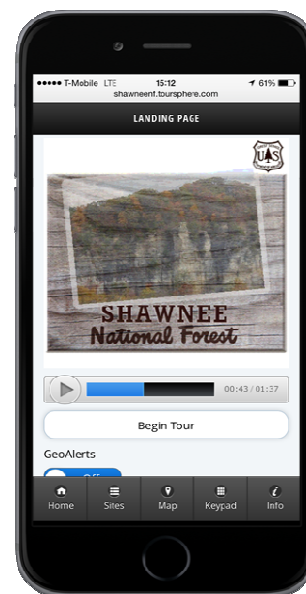 T-Mobile LTE 15:12 61%
shawneenf.toursphere.com
LANDING PAGE
US
SHAWNEE
National Forest
00:43 / 01:37
Begin Tour
GeoAlerts
Home Sites Map Keypad Info